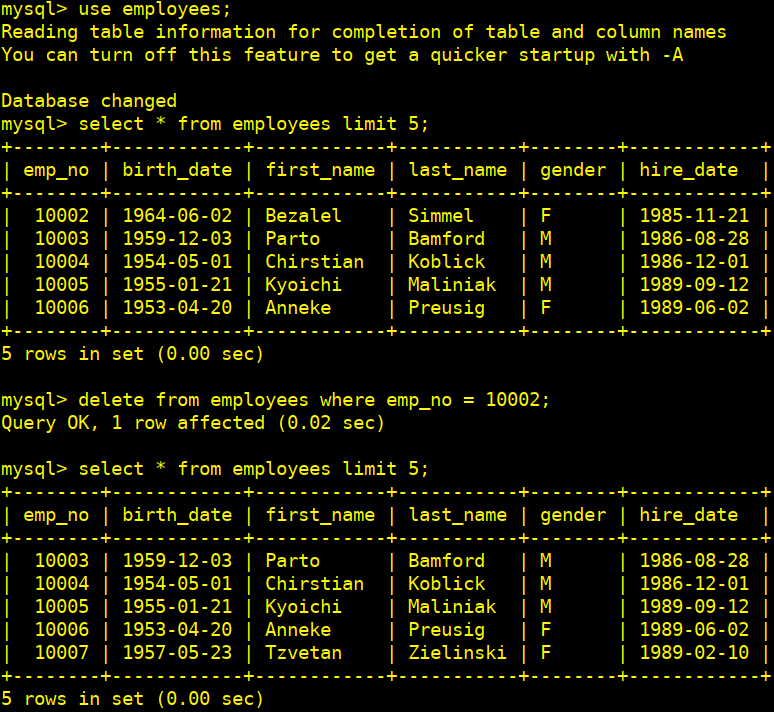 mysql> use employees;
Reading table information for completion of table and column names
You can turn off this feature to get a quicker startup with -A
Database changed
mysql> select * from employees limit 5;
+--------+------------+------------+-----------+--------+------------+
| emp_no | birth_date | first_name | last_name | gender | hire_date  |
+--------+------------+------------+-----------+--------+------------+
|  10002 | 1964-06-02 | Bezalel    | Simmel    | F      | 1985-11-21 |
|  10003 | 1959-12-03 | Parto      | Bamford   | M      | 1986-08-28 |
|  10004 | 1954-05-01 | Chirstian  | Koblick   | M      | 1986-12-01 |
|  10005 | 1955-01-21 | Kyoichi    | Maliniak  | M      | 1989-09-12 |
|  10006 | 1953-04-20 | Anneke     | Preusig   | F      | 1989-06-02 |
+--------+------------+------------+-----------+--------+------------+
5 rows in set (0.00 sec)
mysql> delete from employees where emp_no = 10002;
Query OK, 1 row affected (0.02 sec)
mysql> select * from employees limit 5;
+--------+------------+------------+-----------+--------+------------+
| emp_no | birth_date | first_name | last_name | gender | hire_date  |
+--------+------------+------------+-----------+--------+------------+
|  10003 | 1959-12-03 | Parto      | Bamford   | M      | 1986-08-28 |
|  10004 | 1954-05-01 | Chirstian  | Koblick   | M      | 1986-12-01 |
|  10005 | 1955-01-21 | Kyoichi    | Maliniak  | M      | 1989-09-12 |
|  10006 | 1953-04-20 | Anneke     | Preusig   | F      | 1989-06-02 |
|  10007 | 1957-05-23 | Tzvetan    | Zielinski | F      | 1989-02-10 |
+--------+------------+------------+-----------+--------+------------+
5 rows in set (0.00 sec)